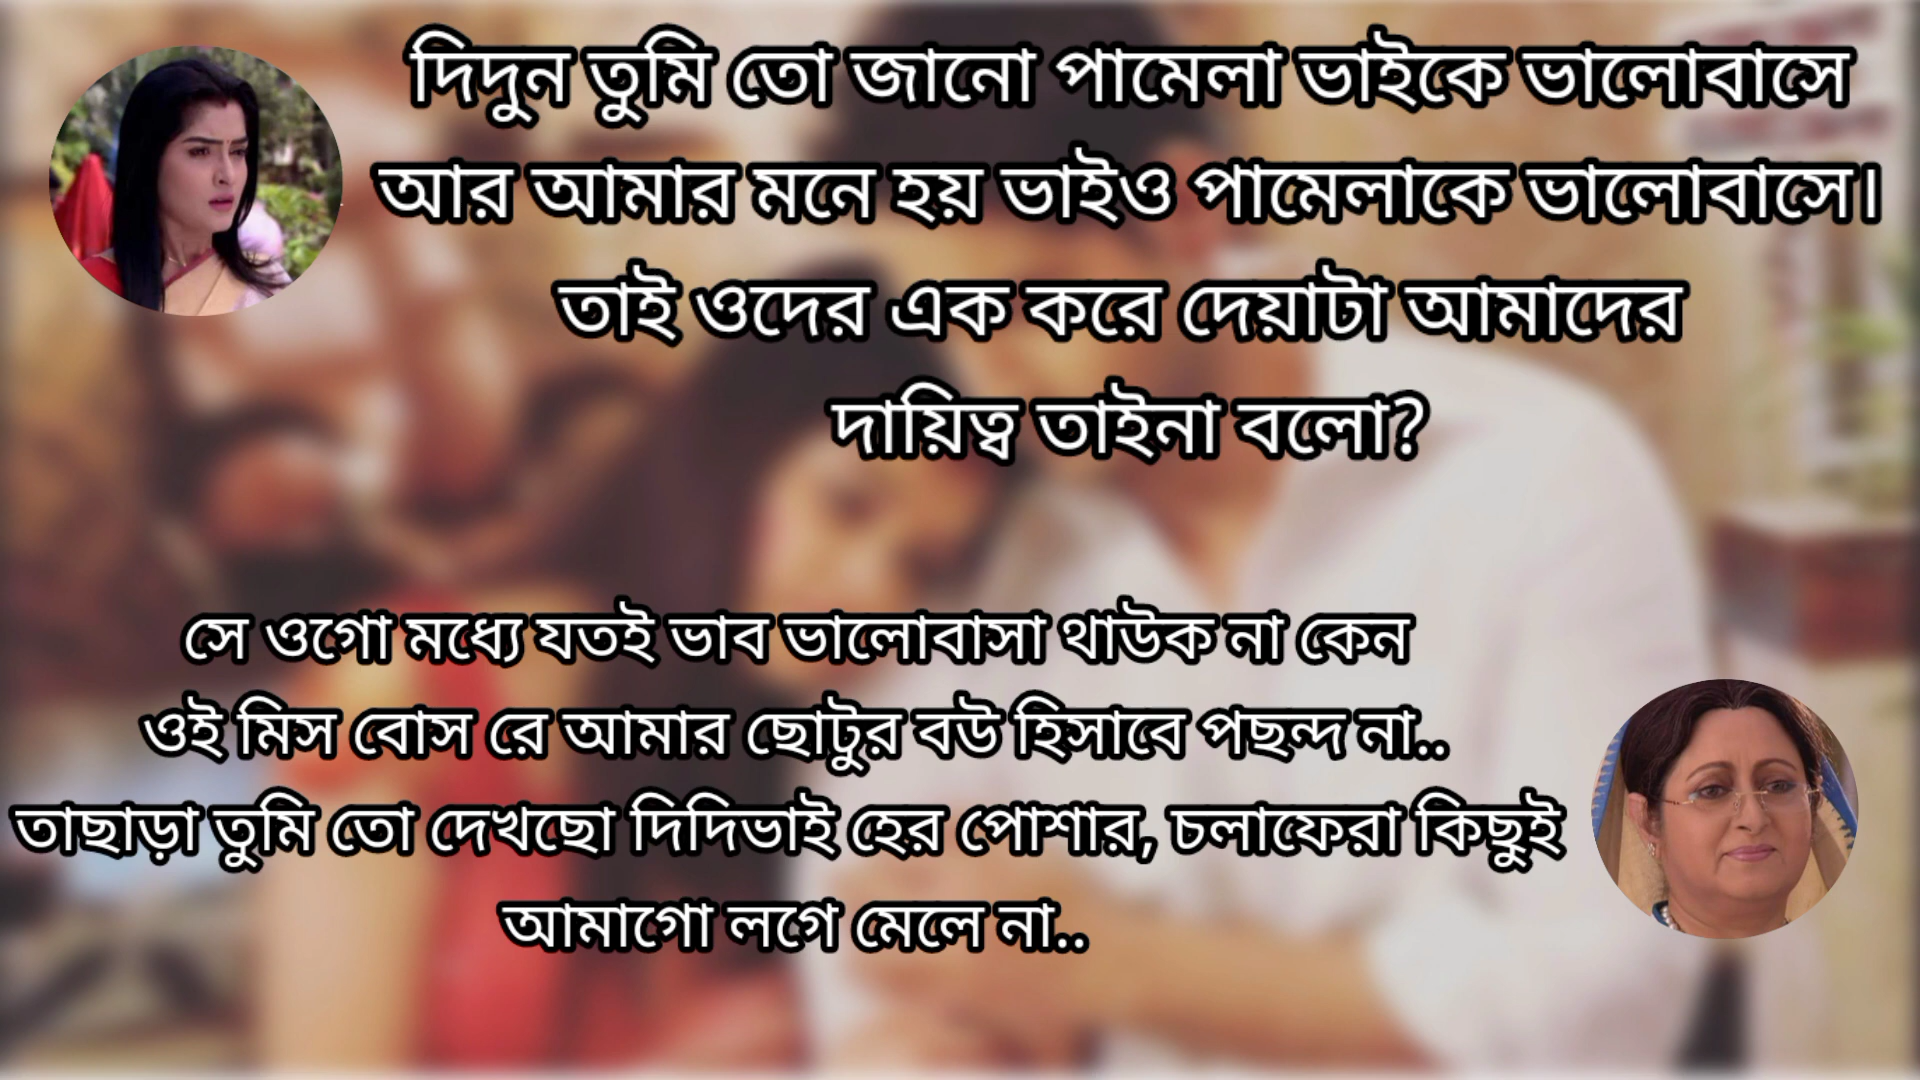 দিদুন তুমি তো জানো পামেলা ভাইকে ভালোবাসে
আর আমার মনে হয় ভাইও পামেলাকে ভালোবাসে।
তাই ওদের এক করে দেয়াটা আমাদের
দায়িত্ব তাইনা বলো?
সে ওগো মধ্যে যতই ভাব ভালোবাসা থাউক না কেন
ওই মিস বোস রে আমার ছোটুর বউ হিসাবে পছন্দ না..
তাছাড়া তুমি তো দেখছো দিদিভাই হের পোশার, চলাফেরা কিছুই
আমাগো লগে মেলে না..